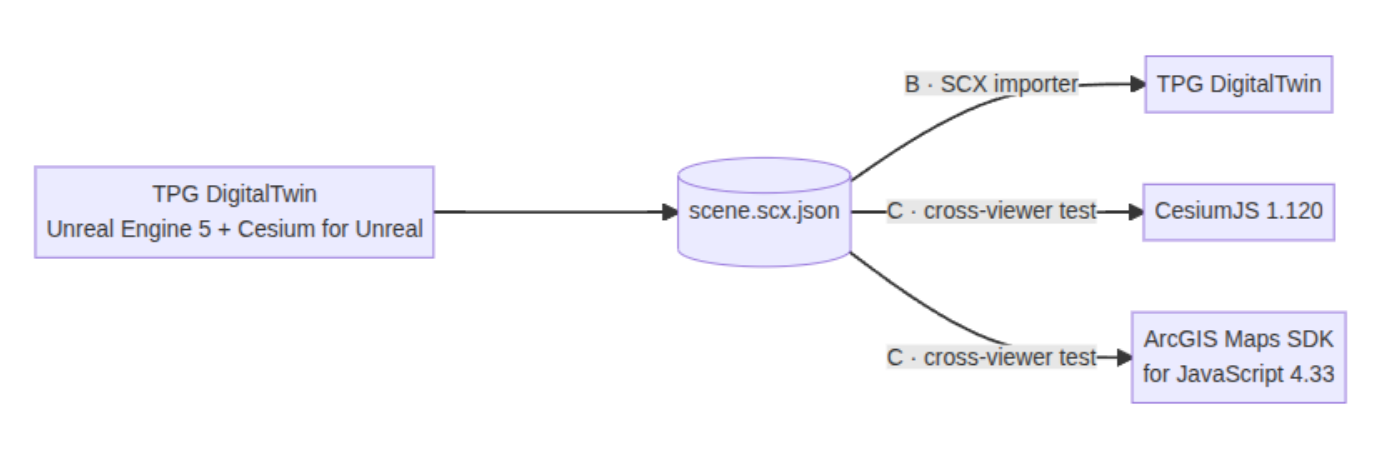 TPG DigitalTwin
Unreal Engine 5 + Cesium for Unreal
scene.scx.json
B · SCX importer
TPG DigitalTwin
C · cross-viewer test
CesiumJS 1.120
C · cross-viewer test
ArcGIS Maps SDK
for JavaScript 4.33